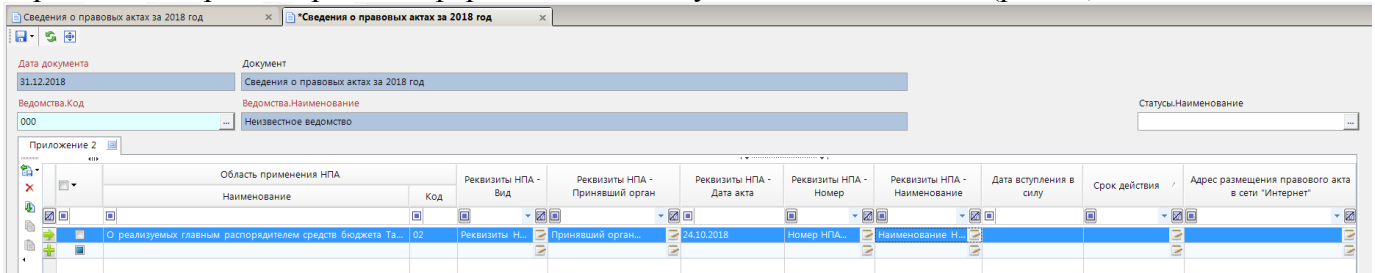 Сведения о правовых актах за 2018 год × *Сведения о правовых актах за 2018 год ×
Дата документа Документ
31.12.2018 Сведения о правовых актах за 2018 год
Ведомства.Код Ведомства.Наименование Статусы.Наименование
000 ... Неизвестное ведомство ...
Приложение 2
Область применения НПА Реквизиты НПА - Вид Реквизиты НПА - Принявший орган Реквизиты НПА - Дата акта Реквизиты НПА - Номер Реквизиты НПА - Наименование Дата вступления в силу Срок действия Адрес размещения правового акта в сети "Интернет"
Наименование Код
О реализуемых главным распорядителем средств бюджета Та... 02 Реквизиты Н... Принявший орган... 24.10.2018 Номер НПА... Наименование Н...